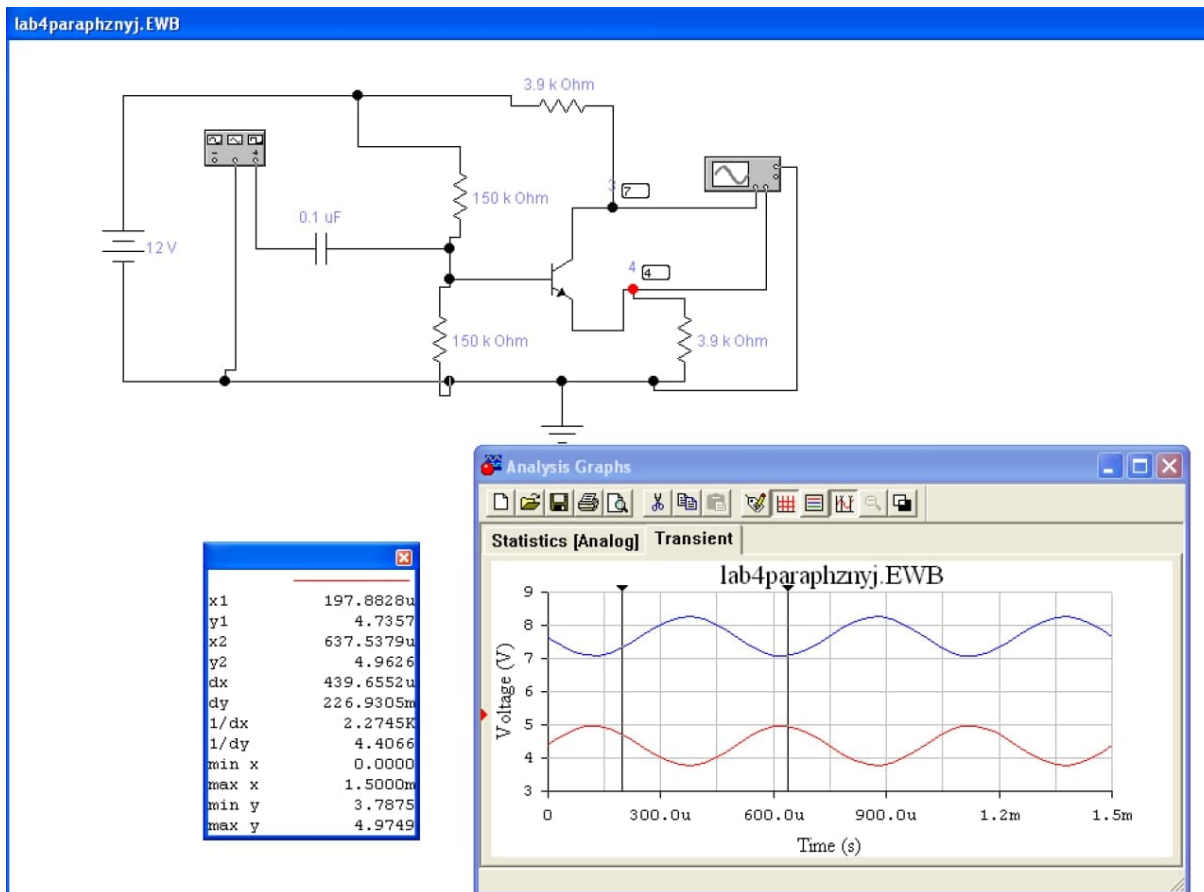 lab4paraphznyj.EWB
3.9 k Ohm
150 k Ohm
0.1 uF
12 V
3
7
4
4
150 k Ohm
3.9 k Ohm
Analysis Graphs
Statistics [Analog] Transient
lab4paraphznyj.EWB
9
8
7
6
5
4
3
Voltage (V)
0 300.0u 600.0u 900.0u 1.2m 1.5m
Time (s)
x1 197.8828u
y1 4.7357
x2 637.5379u
y2 4.9626
dx 439.6552u
dy 226.9305m
1/dx 2.2745K
1/dy 4.4066
min x 0.0000
max x 1.5000m
min y 3.7875
max y 4.9749